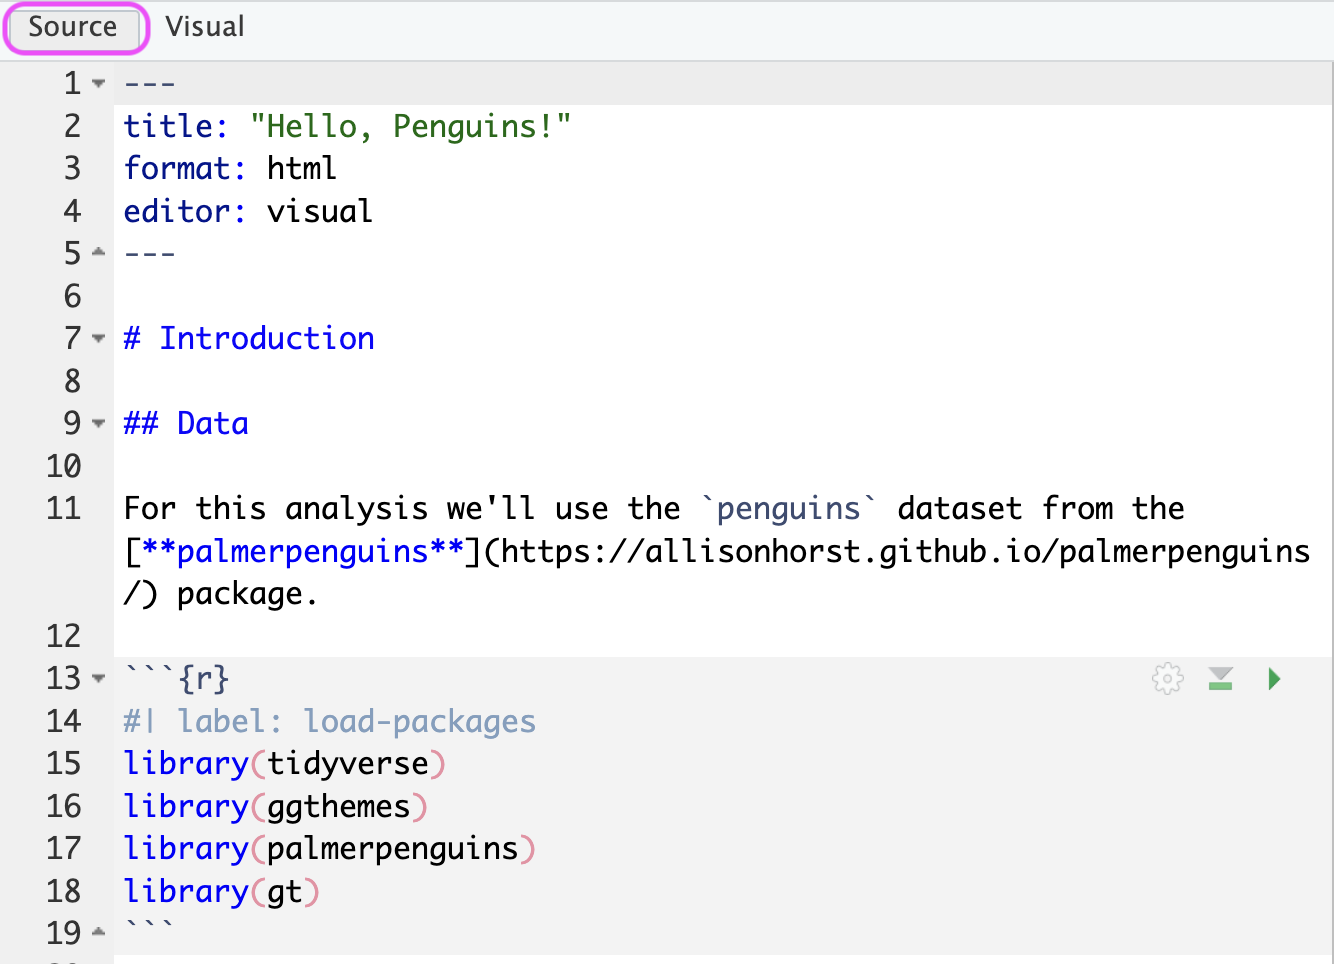 Source Visual
1 ---
2 title: "Hello, Penguins!"
3 format: html
4 editor: visual
5 ---
6
7 # Introduction
8
9 ## Data
10
11 For this analysis we'll use the `penguins` dataset from the
[**palmerpenguins**](https://allisonhorst.github.io/palmerpenguins
/) package.
12
13 ```{r}
14 #| label: load-packages
15 library(tidyverse)
16 library(ggthemes)
17 library(palmerpenguins)
18 library(gt)
19 ```